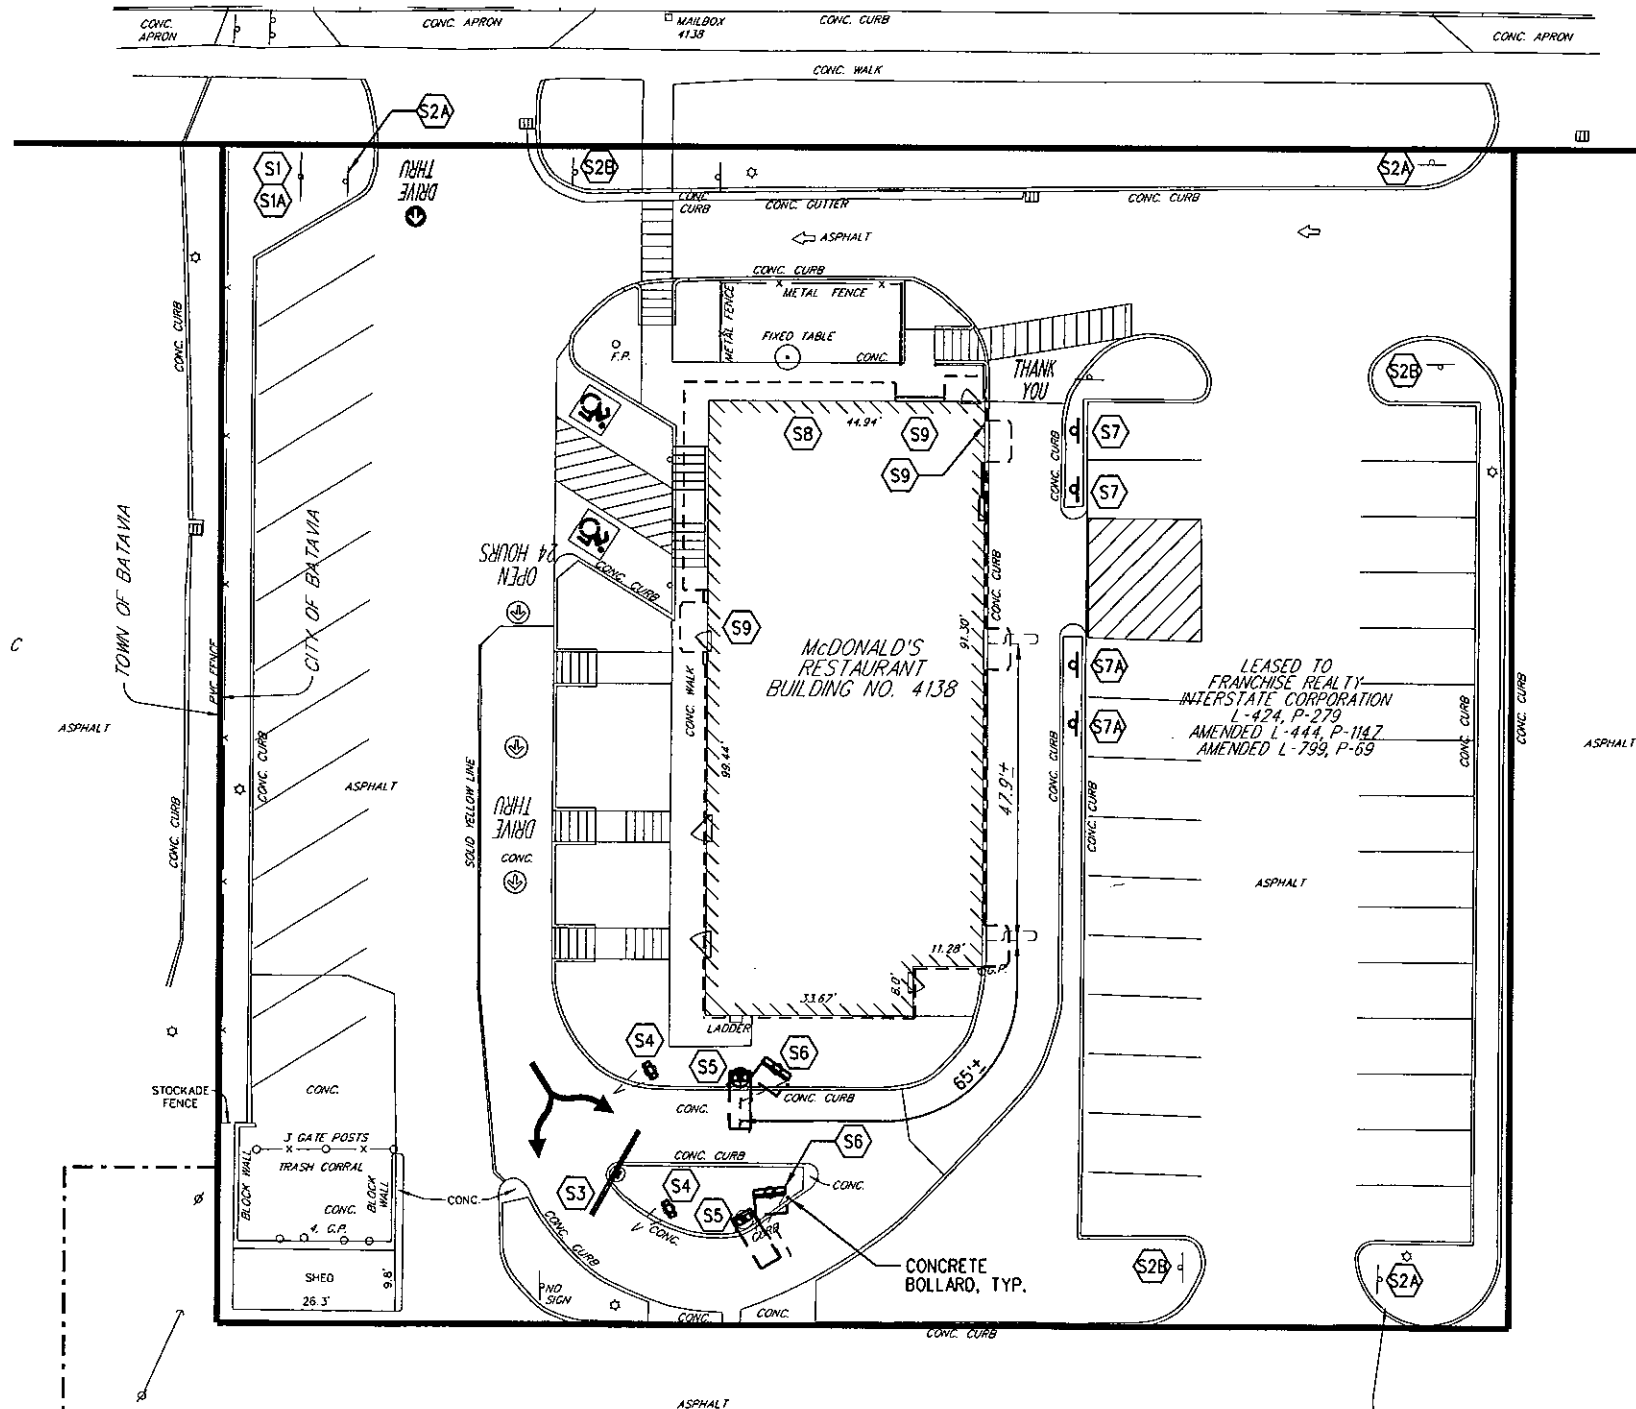 CONC.
APRON
CONC. APRON
MAILBOX
4138
CONC. CURB
CONC. APRON
CONC. WALK
S2A
S1
S1A
DRIVE
THRU
S2B
S2A
CONC.
CURB
CONC. GUTTER
CONC. CURB
ASPHALT
CONC. CURB
METAL FENCE
METAL FENCE
FIXED TABLE
CONC.
F.P.
THANK
YOU
S2B
CONC. CURB
44.94'
S8
S9
S9
S7
S7
CONC. CURB
OPEN
24 HOURS
CONC. CURB
CONC. CURB
TOWN OF BATAVIA
CITY OF BATAVIA
PVC FENCE
C
S9
McDONALD'S
RESTAURANT
BUILDING NO. 4138
91.30'
99.44'
CONC. WALK
S7A
S7A
LEASED TO
FRANCHISE REALTY
INTERSTATE CORPORATION
L-424, P-279
AMENDED L-444, P-1147
AMENDED L-799, P-69
CONC. CURB
CONC. CURB
ASPHALT
ASPHALT
ASPHALT
CONC. CURB
CONC. CURB
SOLID YELLOW LINE
DRIVE
THRU
CONC.
47.9'±
CONC. CURB
CONC. CURB
ASPHALT
11.28'
G.P.
8.0'
33.67'
LADDER
S4
S5
S6
65'±
CONC.
CONC. CURB
STOCKADE
FENCE
CONC.
3 GATE POSTS
TRASH CORRAL
BLOCK WALL
BLOCK
WALL
CONC.
4. G.P.
CONC.
SHED
26.3'
9.8'
CONC. CURB
S6
S3
S4
S5
CONC.
CONC.
CURB
CONC. CURB
NO
SIGN
CONCRETE
BOLLARD, TYP.
S2B
S2A
CONC.
CONC.
CONC. CURB
ASPHALT